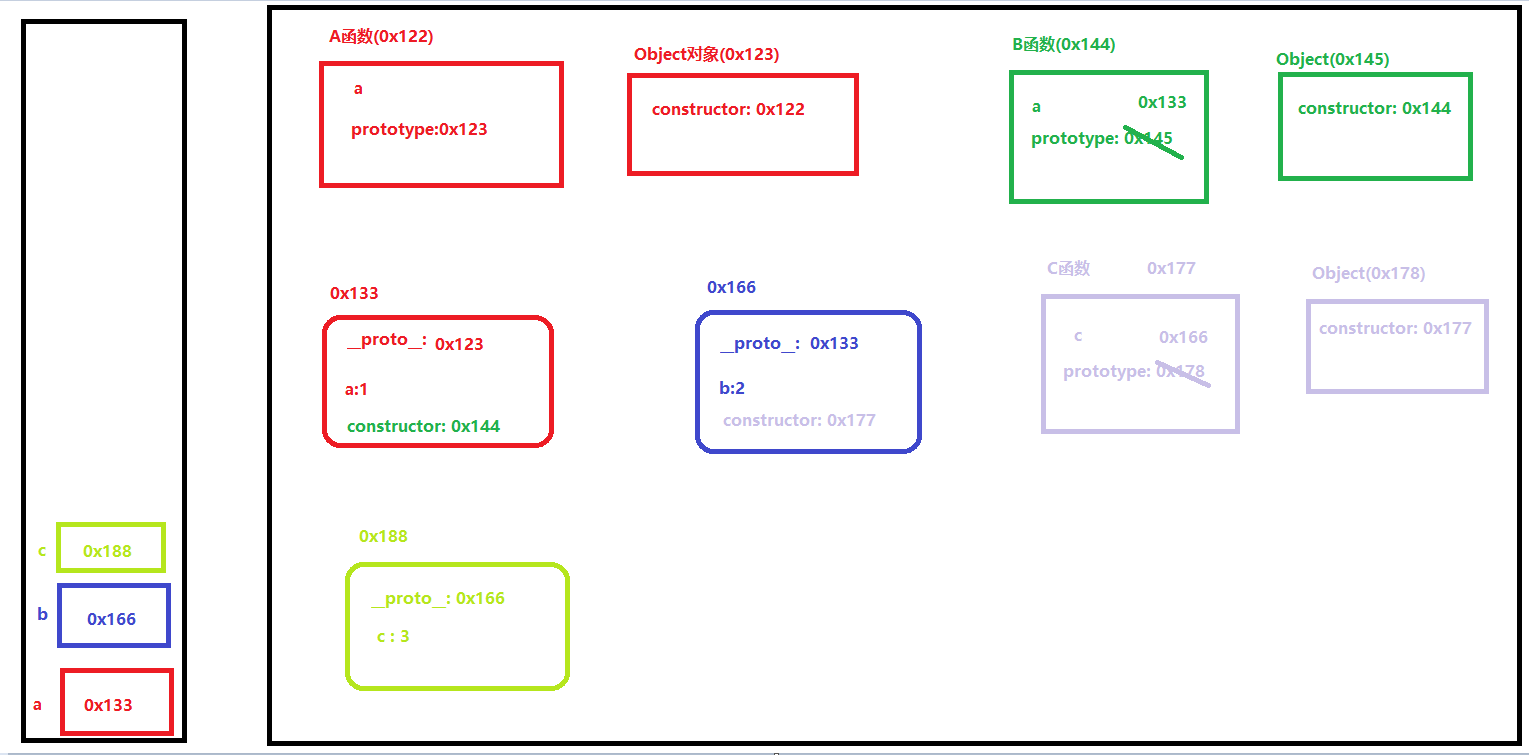 c
0x188
b
0x166
a
0x133
A函数(0x122)
a
prototype:0x123
Object对象(0x123)
constructor: 0x122
B函数(0x144)
a
0x133
prototype: 0x145
Object(0x145)
constructor: 0x144
0x133
__proto__: 0x123
a:1
constructor: 0x144
0x166
__proto__: 0x133
b:2
constructor: 0x177
C函数 0x177
c
0x166
prototype: 0x178
Object(0x178)
constructor: 0x177
0x188
__proto__: 0x166
c : 3